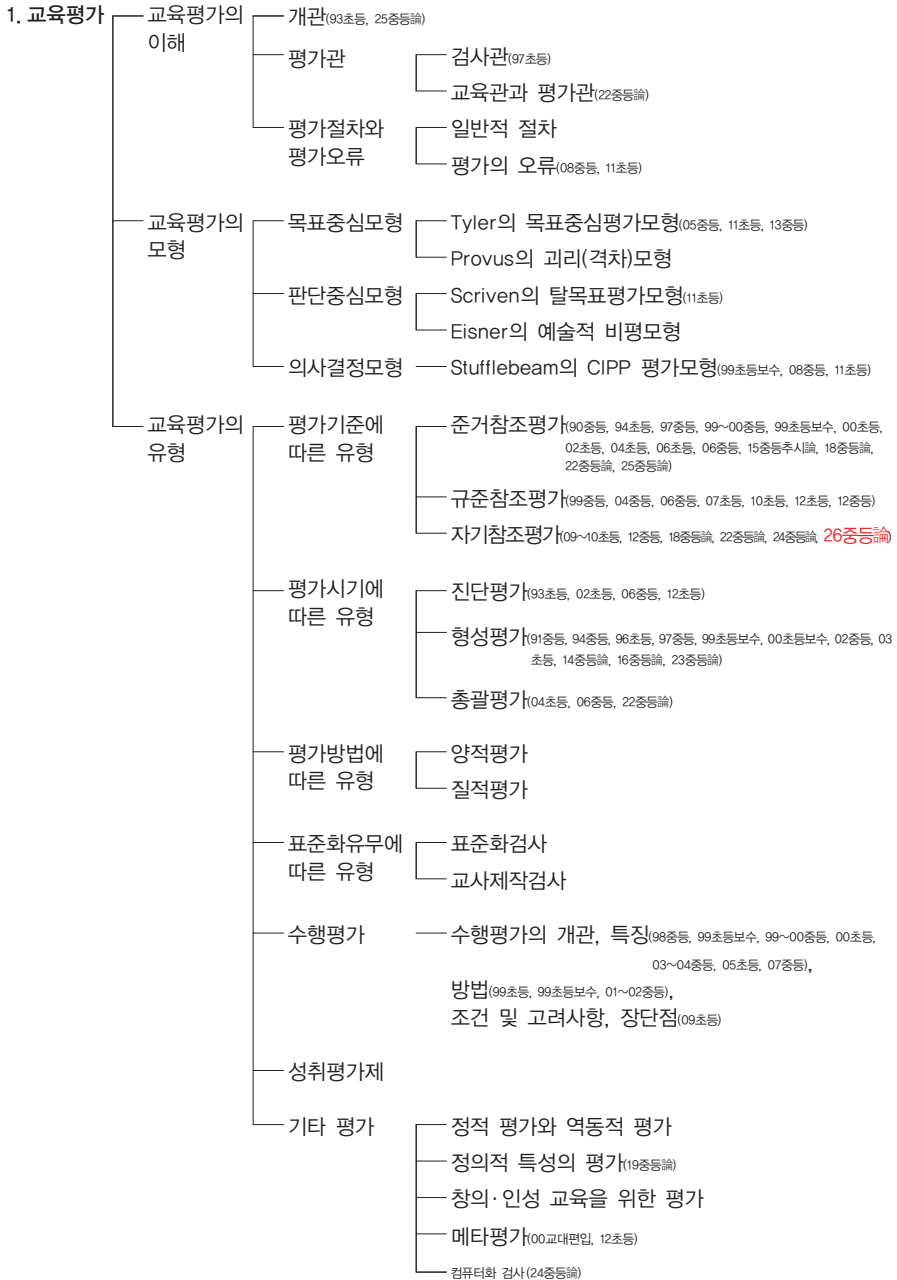 1. 교육평가
교육평가의
이해
개관(93초등, 25중등論)
평가관
검사관(97초등)
교육관과 평가관(22중등論)
평가절차와
평가오류
일반적 절차
평가의 오류(08중등, 11초등)
교육평가의
모형
목표중심모형
Tyler의 목표중심평가모형(05중등, 11초등, 13중등)
Provus의 괴리(격차)모형
판단중심모형
Scriven의 탈목표평가모형(11초등)
Eisner의 예술적 비평모형
의사결정모형
Stufflebeam의 CIPP 평가모형(99초등보수, 08중등, 11초등)
교육평가의
유형
평가기준에
따른 유형
준거참조평가(90중등, 94초등, 97중등, 99~00중등, 99초등보수, 00초등,
02초등, 04초등, 06초등, 06중등, 15중등추시論, 18중등論,
22중등論, 25중등論)
규준참조평가(99중등, 04중등, 06중등, 07초등, 10초등, 12초등, 12중등)
자기참조평가(09~10초등, 12중등, 18중등論, 22중등論, 24중등論, 26중등論)
평가시기에
따른 유형
진단평가(93초등, 02초등, 06중등, 12초등)
형성평가(91중등, 94중등, 96초등, 97중등, 99초등보수, 00초등보수, 02중등, 03
초등, 14중등論, 16중등論, 23중등論)
총괄평가(04초등, 06중등, 22중등論)
평가방법에
따른 유형
양적평가
질적평가
표준화유무에
따른 유형
표준화검사
교사제작검사
수행평가
수행평가의 개관, 특징(98중등, 99초등보수, 99~00중등, 00초등,
03~04중등, 05초등, 07중등),
방법(99초등, 99초등보수, 01~02중등),
조건 및 고려사항, 장단점(09초등)
성취평가제
기타 평가
정적 평가와 역동적 평가
정의적 특성의 평가(19중등論)
창의·인성 교육을 위한 평가
메타평가(00교대편입, 12초등)
컴퓨터화 검사(24중등論)